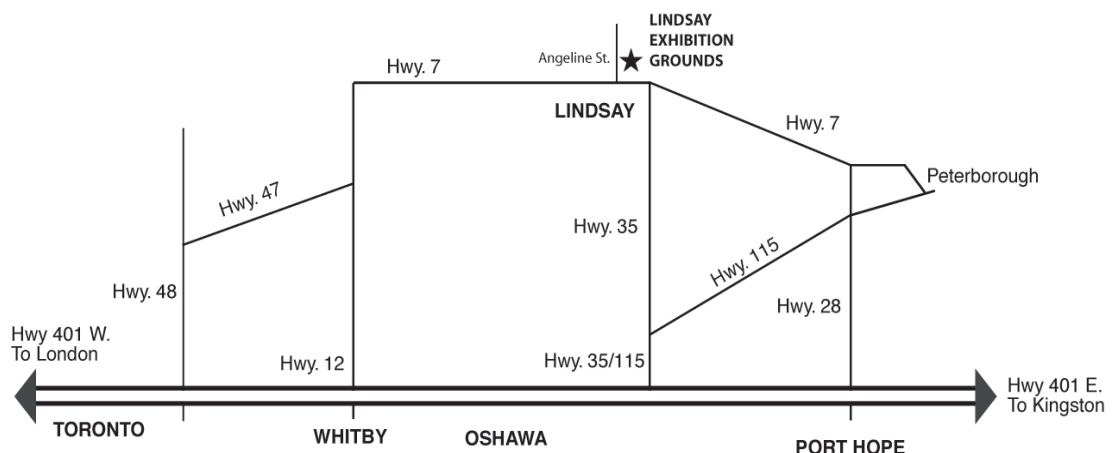 LINDSAY
EXHIBITION
GROUNDS
Angeline St.
Hwy. 7
LINDSAY
Hwy. 7
Peterborough
Hwy. 47
Hwy. 35
Hwy. 115
Hwy. 48
Hwy. 28
Hwy 401 W.
To London
Hwy. 12
Hwy. 35/115
Hwy 401 E.
To Kingston
TORONTO
WHITBY
OSHAWA
PORT HOPE